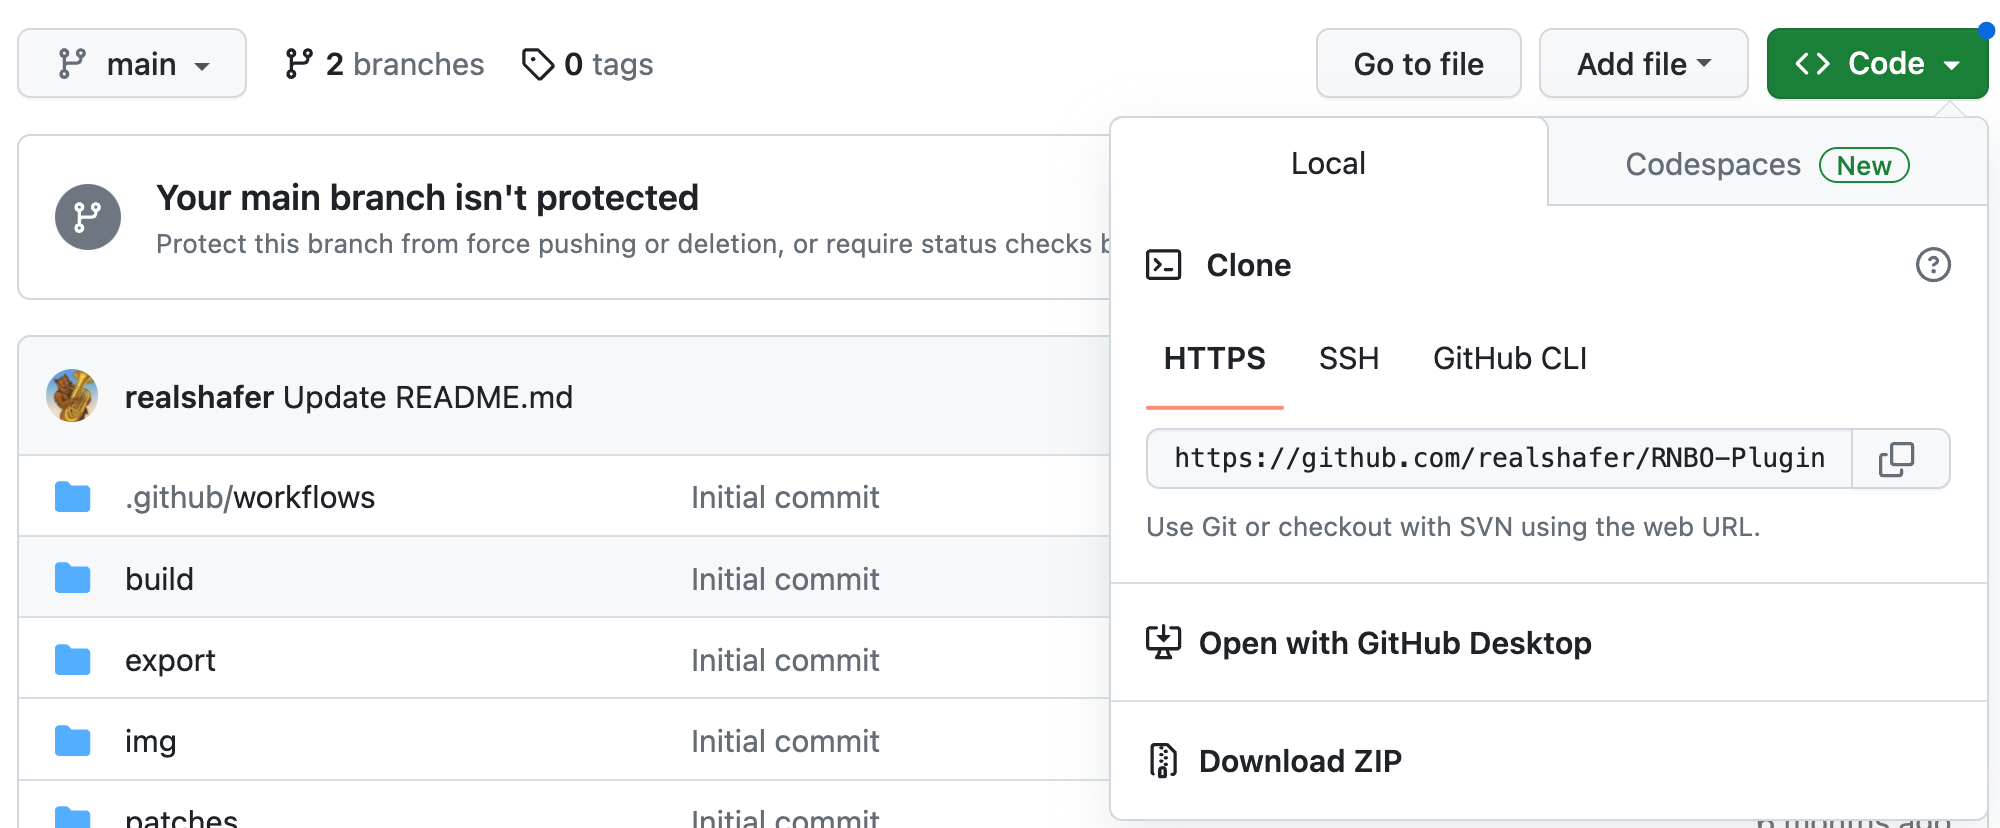 main
2 branches
0 tags
Go to file
Add file
Code
Your main branch isn't protected
Protect this branch from force pushing or deletion, or require status checks
Local
Codespaces New
Clone
HTTPS SSH GitHub CLI
https://github.com/realshafer/RNBO-Plugin
Use Git or checkout with SVN using the web URL.
Open with GitHub Desktop
Download ZIP
realshafer Update README.md
.github/workflows Initial commit
build Initial commit
export Initial commit
img Initial commit
patches Initial commit
6 months ago